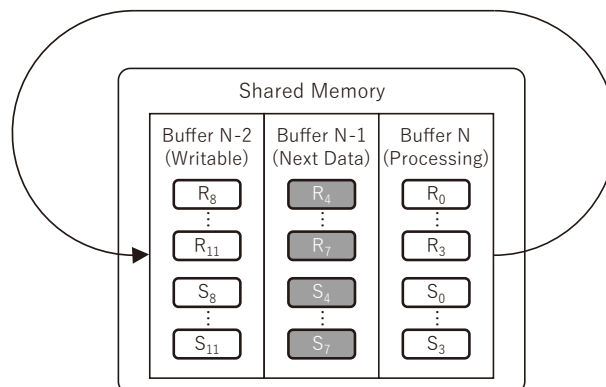 Shared Memory
Buffer N-2
(Writable)
R₈
⋮
R₁₁
S₈
⋮
S₁₁
Buffer N-1
(Next Data)
R₄
⋮
R₇
S₄
⋮
S₇
Buffer N
(Processing)
R₀
⋮
R₃
S₀
⋮
S₃